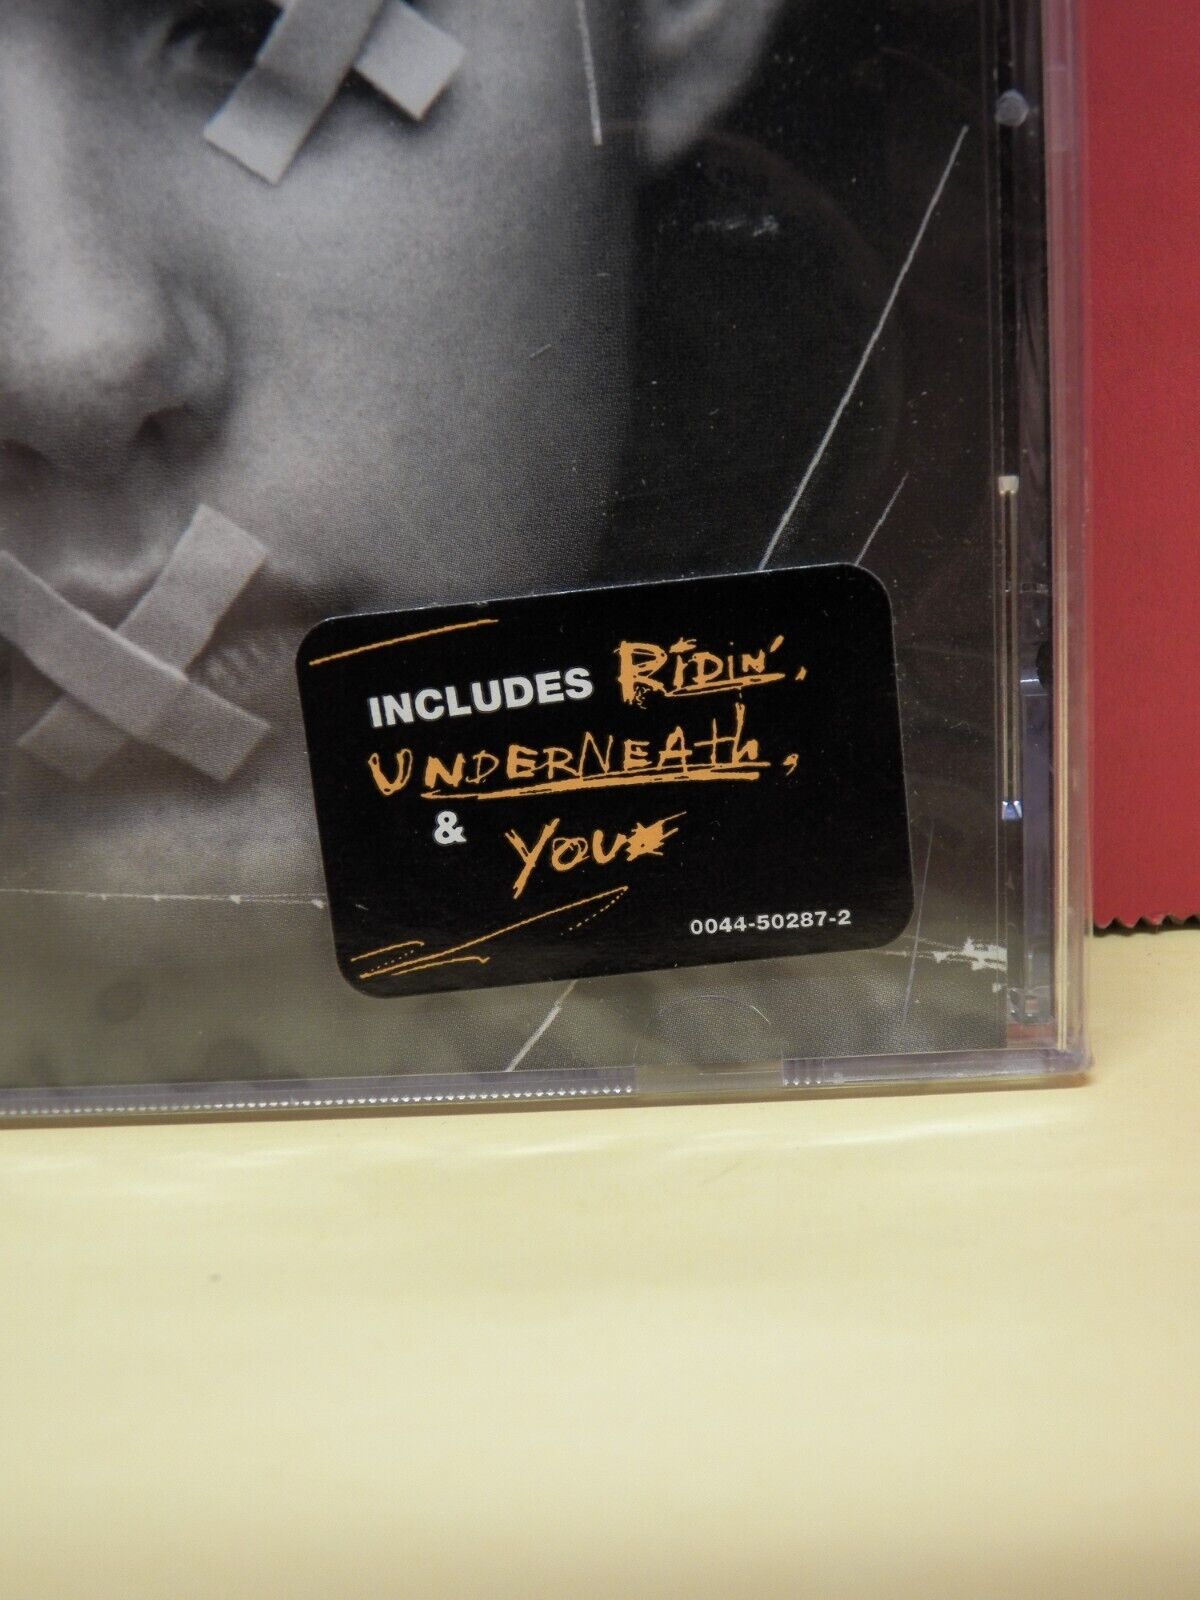 INCLUDES RiDiN',
UNDERNEAth,
& YOU
0044-50287-2